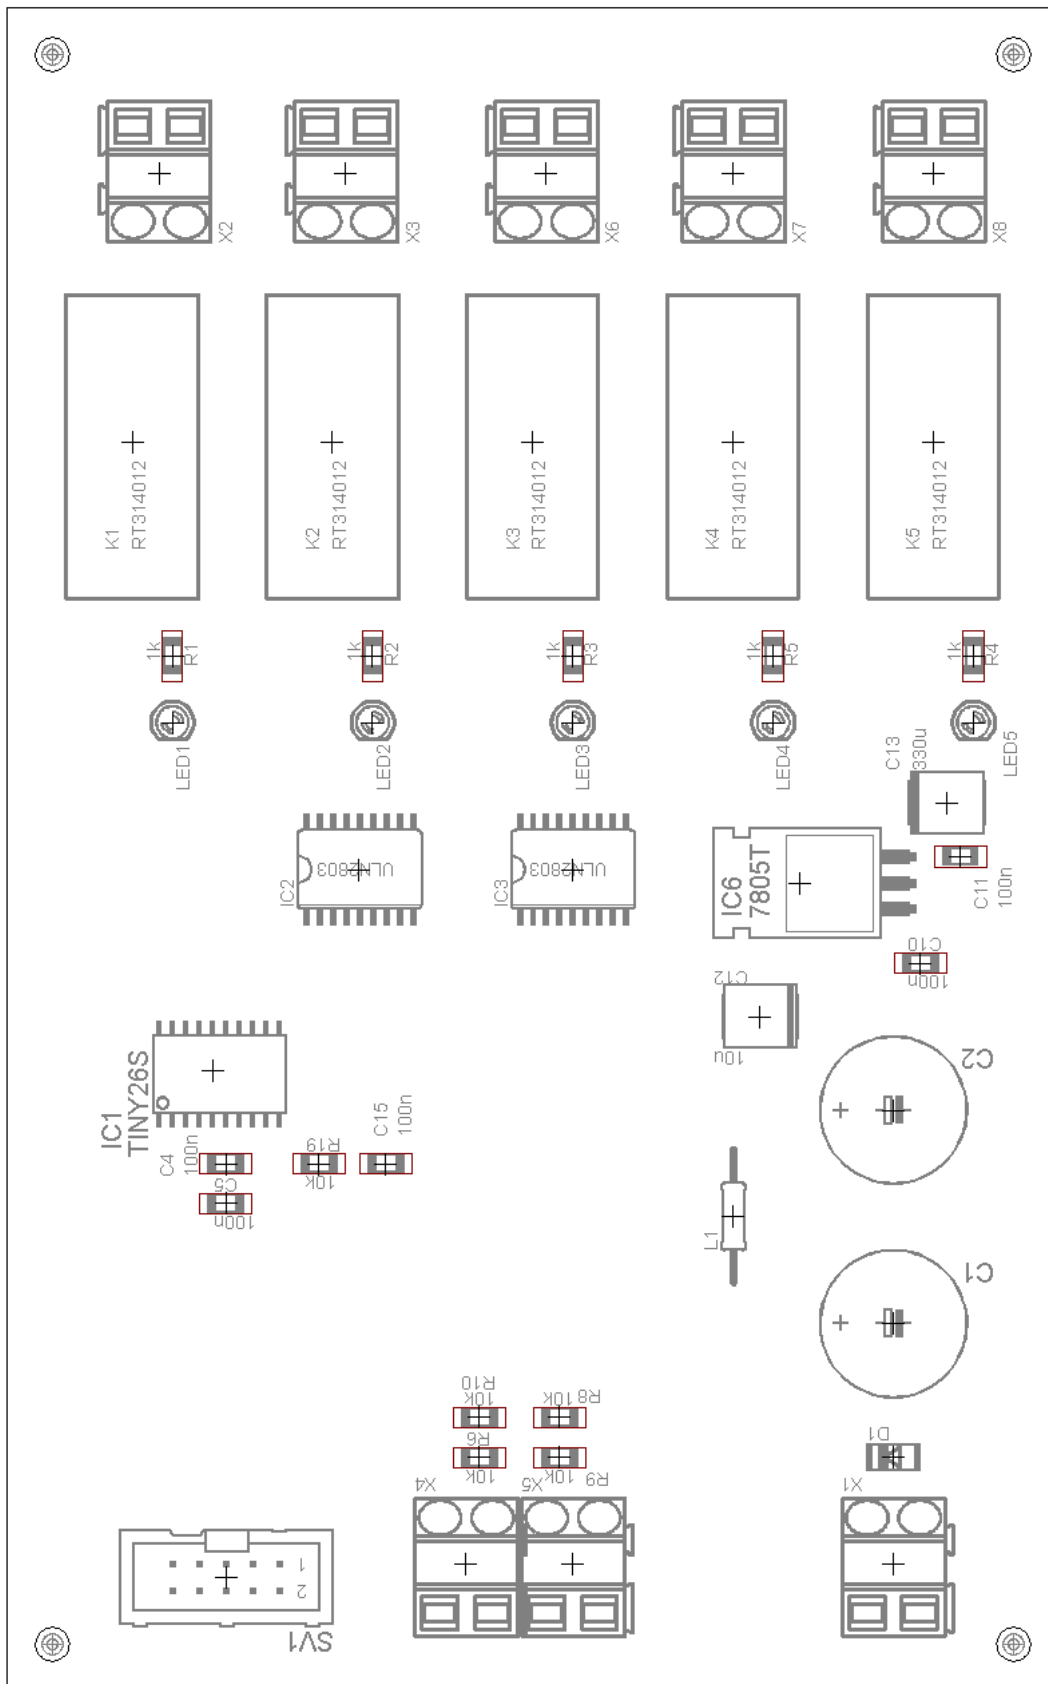 X2
X3
X6
X7
X8
K1
RT314012
K2
RT314012
K3
RT314012
K4
RT314012
K5
RT314012
1k
R1
1k
R2
1k
R3
1k
R5
1k
R4
LED1
LED2
LED3
LED4
LED5
C13
330u
IC2
ULN2803
IC3
ULN2803
IC6
7805T
C11
100n
C10
100n
C12
10u
IC1
TINY26S
C2
C4
100n
R19
10k
C15
100n
C5
100n
L1
C1
R10
10k
10k
R8
R6
10k
10k
R9
D1
X4
X5
X1
1
2
SV1